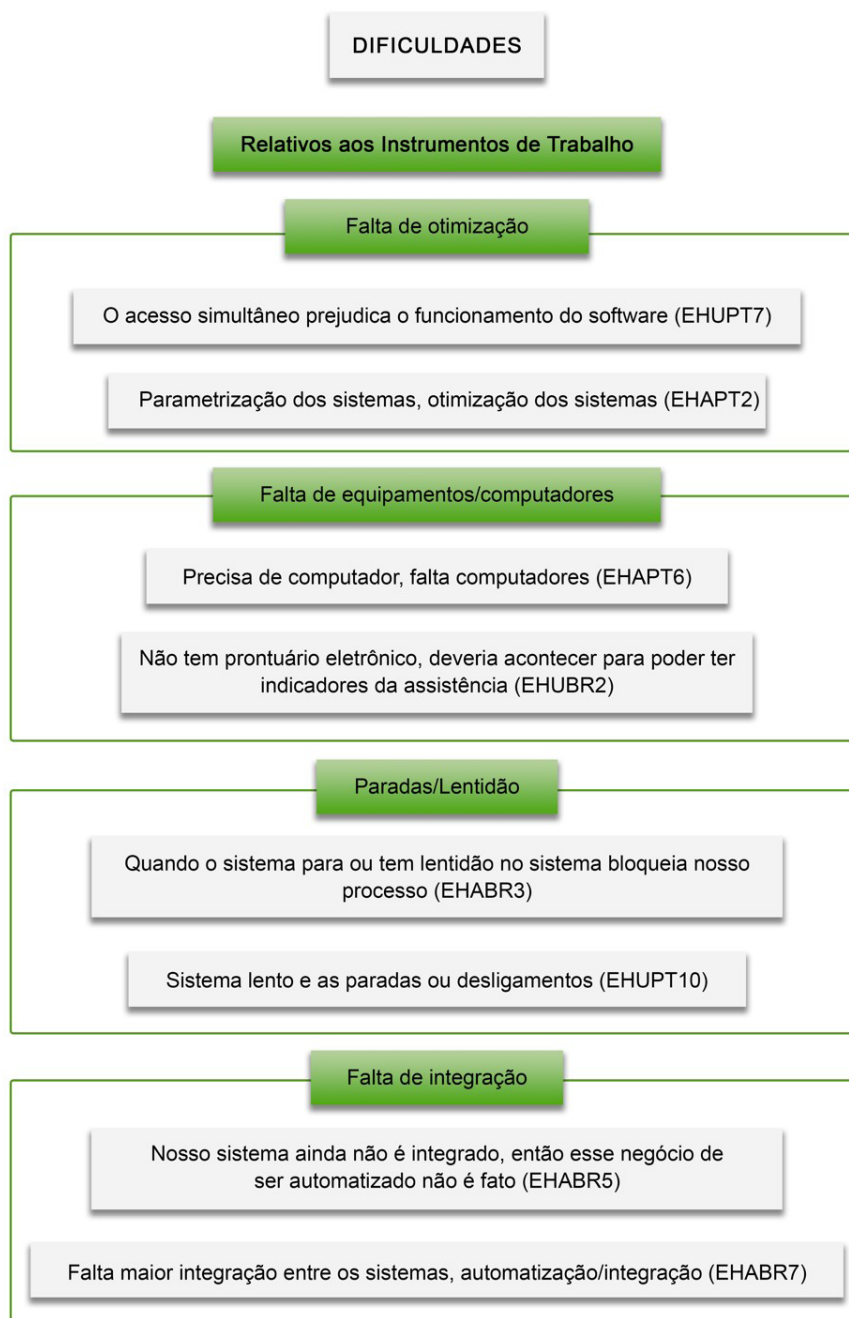 DIFICULDADES
Relativos aos Instrumentos de Trabalho
Falta de otimização
O acesso simultâneo prejudica o funcionamento do software (EHUPT7)
Parametrização dos sistemas, otimização dos sistemas (EHAPT2)
Falta de equipamentos/computadores
Precisa de computador, falta computadores (EHAPT6)
Não tem prontuário eletrônico, deveria acontecer para poder ter
indicadores da assistência (EHUBR2)
Paradas/Lentidão
Quando o sistema para ou tem lentidão no sistema bloqueia nosso
processo (EHABR3)
Sistema lento e as paradas ou desligamentos (EHUPT10)
Falta de integração
Nosso sistema ainda não é integrado, então esse negócio de
ser automatizado não é fato (EHABR5)
Falta maior integração entre os sistemas, automatização/integração (EHABR7)